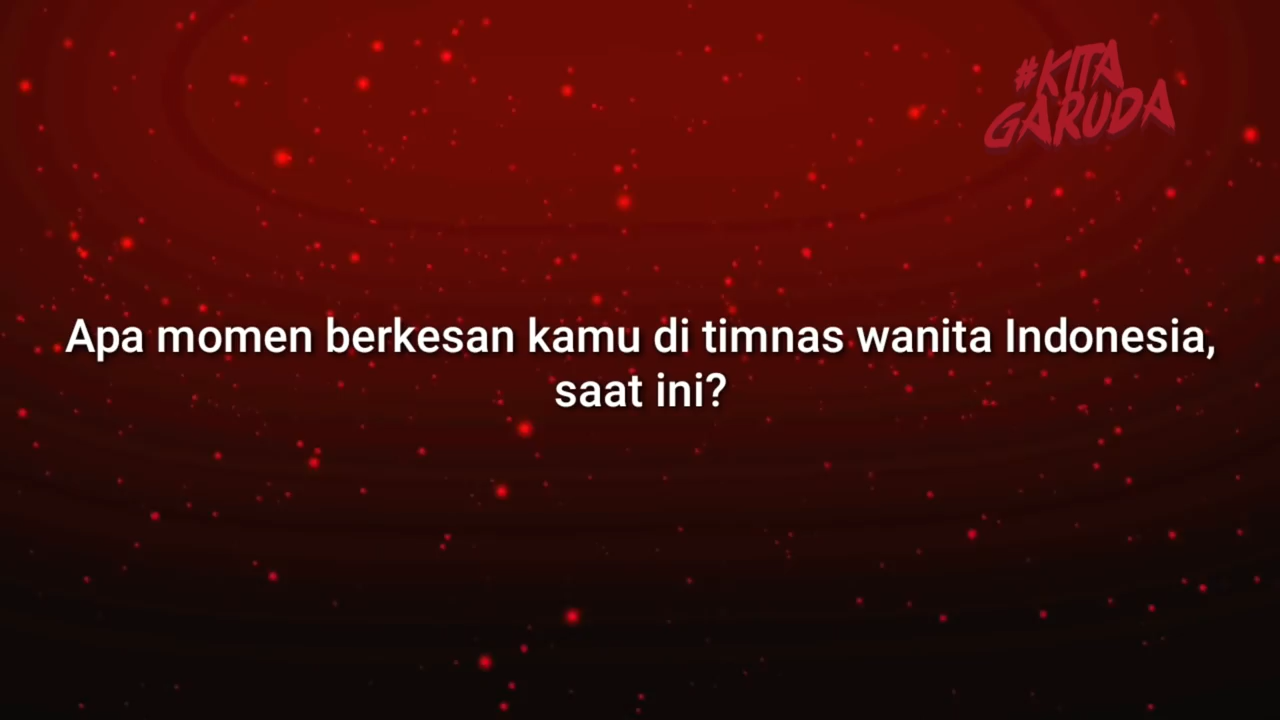 #KITA
GARUDA
Apa momen berkesan kamu di timnas wanita Indonesia,
saat ini?